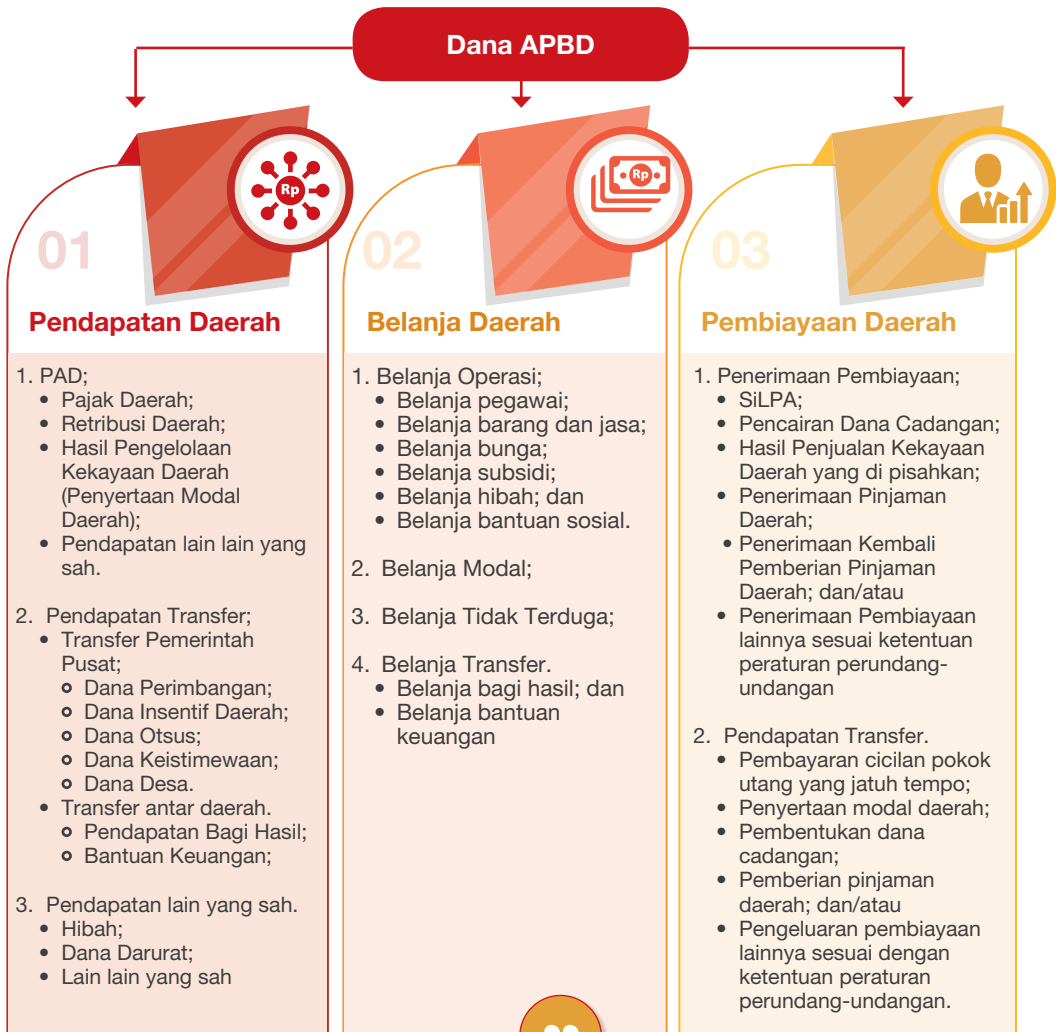 Dana APBD
Rp
01
Pendapatan Daerah
1. PAD;
• Pajak Daerah;
• Retribusi Daerah;
• Hasil Pengelolaan
Kekayaan Daerah
(Penyertaan Modal
Daerah);
• Pendapatan lain lain yang
sah.
2. Pendapatan Transfer;
• Transfer Pemerintah
Pusat;
Dana Perimbangan;
Dana Insentif Daerah;
Dana Otsus;
Dana Keistimewaan;
Dana Desa.
• Transfer antar daerah.
Pendapatan Bagi Hasil;
Bantuan Keuangan;
3. Pendapatan lain yang sah.
• Hibah;
• Dana Darurat;
• Lain lain yang sah
Rp
02
Belanja Daerah
1. Belanja Operasi;
• Belanja pegawai;
• Belanja barang dan jasa;
• Belanja bunga;
• Belanja subsidi;
• Belanja hibah; dan
• Belanja bantuan sosial.
2. Belanja Modal;
3. Belanja Tidak Terduga;
4. Belanja Transfer.
• Belanja bagi hasil; dan
• Belanja bantuan
keuangan
03
Pembiayaan Daerah
1. Penerimaan Pembiayaan;
• SiLPA;
• Pencairan Dana Cadangan;
• Hasil Penjualan Kekayaan
Daerah yang di pisahkan;
• Penerimaan Pinjaman
Daerah;
• Penerimaan Kembali
Pemberian Pinjaman
Daerah; dan/atau
• Penerimaan Pembiayaan
lainnya sesuai ketentuan
peraturan perundang-
undangan
2. Pendapatan Transfer.
• Pembayaran cicilan pokok
utang yang jatuh tempo;
• Penyertaan modal daerah;
• Pembentukan dana
cadangan;
• Pemberian pinjaman
daerah; dan/atau
• Pengeluaran pembiayaan
lainnya sesuai dengan
ketentuan peraturan
perundang-undangan.